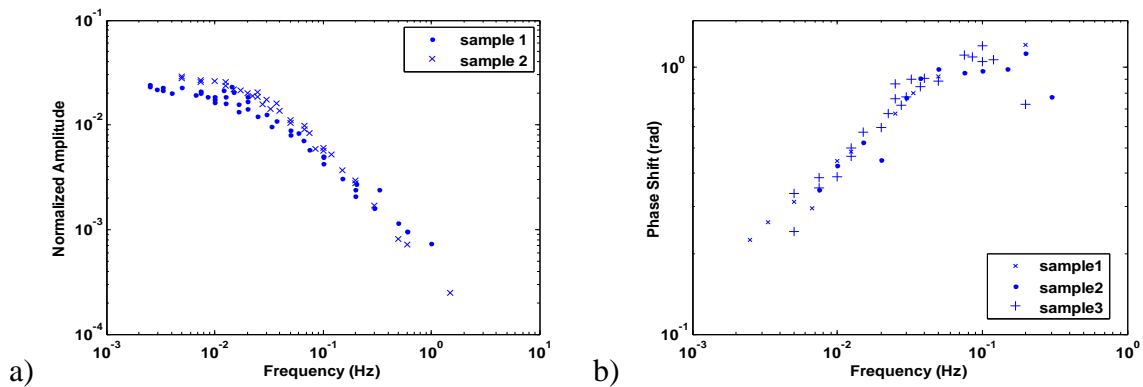 10^-1
10^-2
10^-3
10^-4
10^-3 10^-2 10^-1 10^0 10^1
Normalized Amplitude
Frequency (Hz)
sample 1
sample 2
a)
10^0
10^-1
10^-3 10^-2 10^-1 10^0
Phase Shift (rad)
Frequency (Hz)
sample1
sample2
sample3
b)